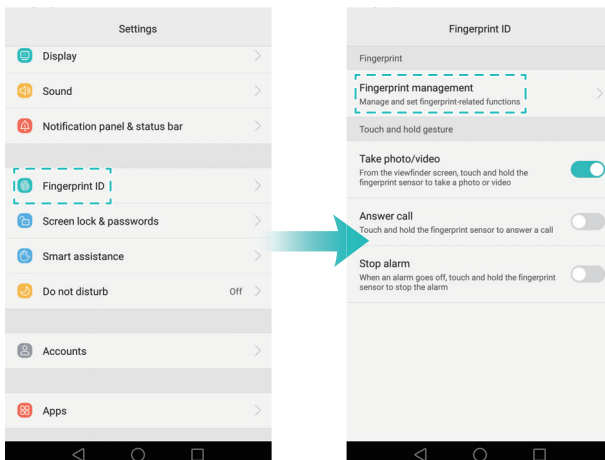 Settings
Display
Sound
Notification panel & status bar
Fingerprint ID
Screen lock & passwords
Smart assistance
Do not disturb Off
Accounts
Apps
Fingerprint ID
Fingerprint
Fingerprint management
Manage and set fingerprint-related functions
Touch and hold gesture
Take photo/video
From the viewfinder screen, touch and hold the
fingerprint sensor to take a photo or video
Answer call
Touch and hold the fingerprint sensor to answer a call
Stop alarm
When an alarm goes off, touch and hold the fingerprint
sensor to stop the alarm